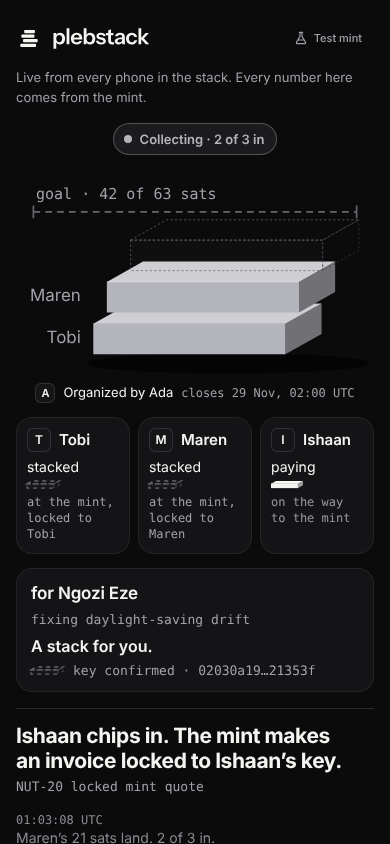 plebstack
Test mint
Live from every phone in the stack. Every number here
comes from the mint.
Collecting · 2 of 3 in
goal · 42 of 63 sats
Maren
Tobi
A Organized by Ada closes 29 Nov, 02:00 UTC
T Tobi
stacked
at the mint,
locked to
Tobi
M Maren
stacked
at the mint,
locked to
Maren
I Ishaan
paying
on the way
to the mint
for Ngozi Eze
fixing daylight-saving drift
A stack for you.
key confirmed · 02030a19…21353f
Ishaan chips in. The mint makes
an invoice locked to Ishaan’s key.
NUT-20 locked mint quote
01:03:08 UTC
Maren’s 21 sats land. 2 of 3 in.